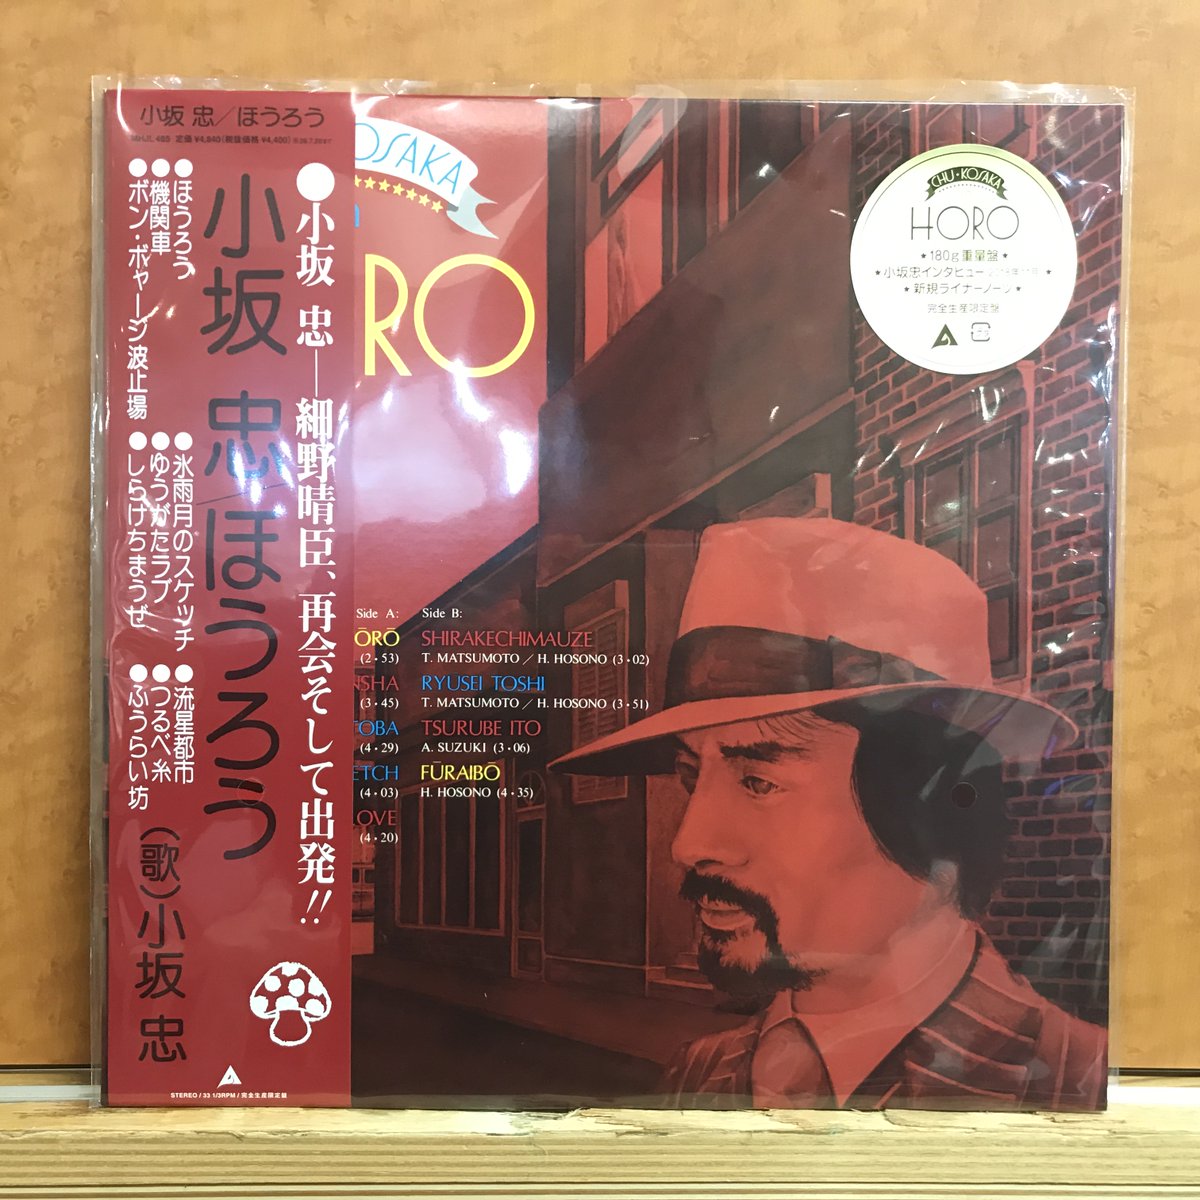 小坂 忠／ほうろう
MHJL 485 定価 ¥4,840(税抜価格 ¥4,400)
●小坂 忠──細野晴臣、再会そして出発!!
小坂 忠/ほうろう
●ほうろう
●機関車
●ボン・ボヤージ波止場
●氷雨月のスケッチ
●ゆうがたラブ
●しらけちまうぜ
●流星都市
●つるべ糸
●ふうらい坊
(歌)小坂 忠
STEREO / 33 1/3RPM / 完全生産限定盤
OSAKA
RO
Side A:
ŌRŌ
(2・53)
NSHA
(3・45)
TOBA
(4・29)
ETCH
(4・03)
LOVE
(4・20)
Side B:
SHIRAKECHIMAUZE
T. MATSUMOTO／H. HOSONO (3・02)
RYUSEI TOSHI
T. MATSUMOTO／H. HOSONO (3・51)
TSURUBE ITO
A. SUZUKI (3・06)
FŪRAIBŌ
H. HOSONO (4・35)
CHU・KOSAKA
HORO
★180g重量盤★
★小坂忠インタビュー
★新規ライナーノーツ★
完全生産限定盤